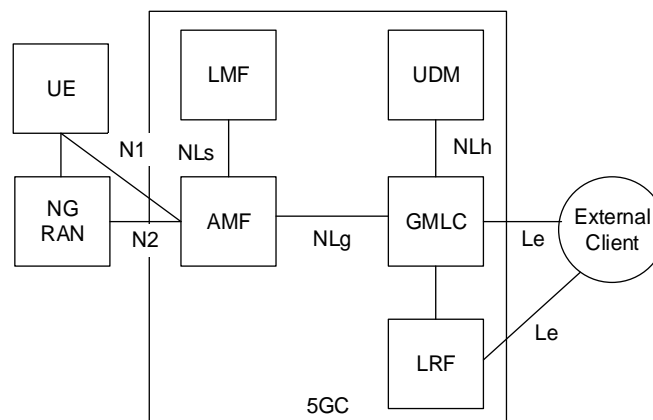 UE
LMF
UDM
N1
NLs
NLh
NG
RAN
N2
AMF
NLg
GMLC
Le
External
Client
LRF
Le
5GC